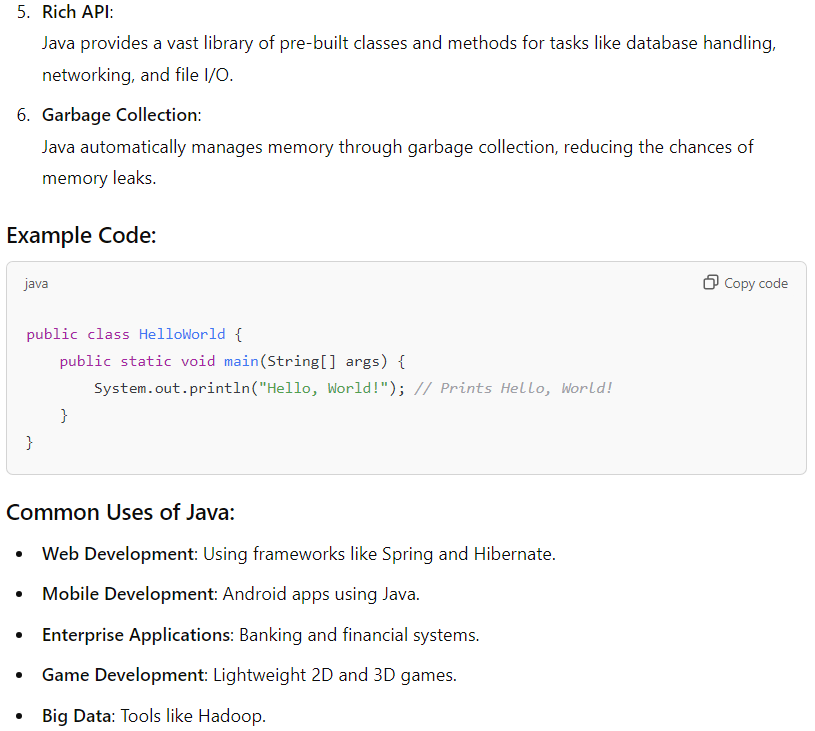 5. Rich API:
Java provides a vast library of pre-built classes and methods for tasks like database handling,
networking, and file I/O.
6. Garbage Collection:
Java automatically manages memory through garbage collection, reducing the chances of
memory leaks.
Example Code:
java Copy code
public class HelloWorld {
    public static void main(String[] args) {
        System.out.println("Hello, World!"); // Prints Hello, World!
    }
}
Common Uses of Java:
• Web Development: Using frameworks like Spring and Hibernate.
• Mobile Development: Android apps using Java.
• Enterprise Applications: Banking and financial systems.
• Game Development: Lightweight 2D and 3D games.
• Big Data: Tools like Hadoop.